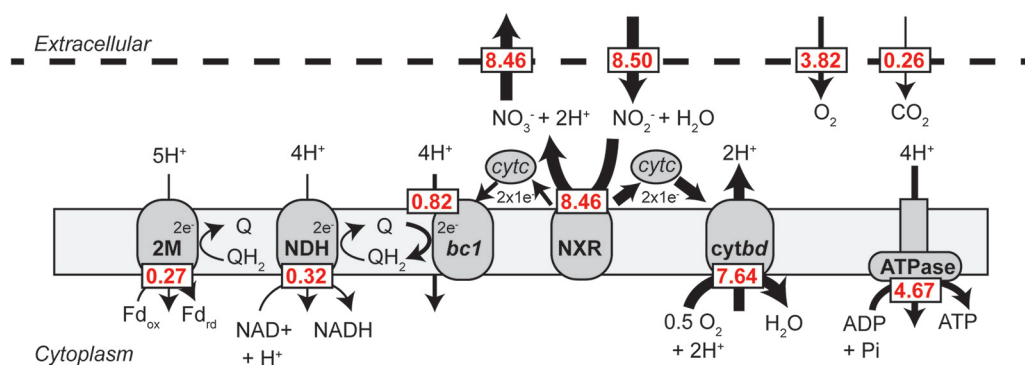 Extracellular
8.46 8.50 3.82 0.26
NO3- + 2H+ NO2- + H2O O2 CO2
5H+ 4H+ 4H+ cytc cytc 2H+ 4H+
2x1e- 2x1e-
0.82 8.46
2e- Q 2e- Q 2e-
2M QH2 NDH QH2 bc1 NXR cytbd ATPase
0.27 0.32 7.64 4.67
Fdox Fdrd NAD+ NADH 0.5 O2 H2O ADP ATP
+ H+ + 2H+ + Pi
Cytoplasm